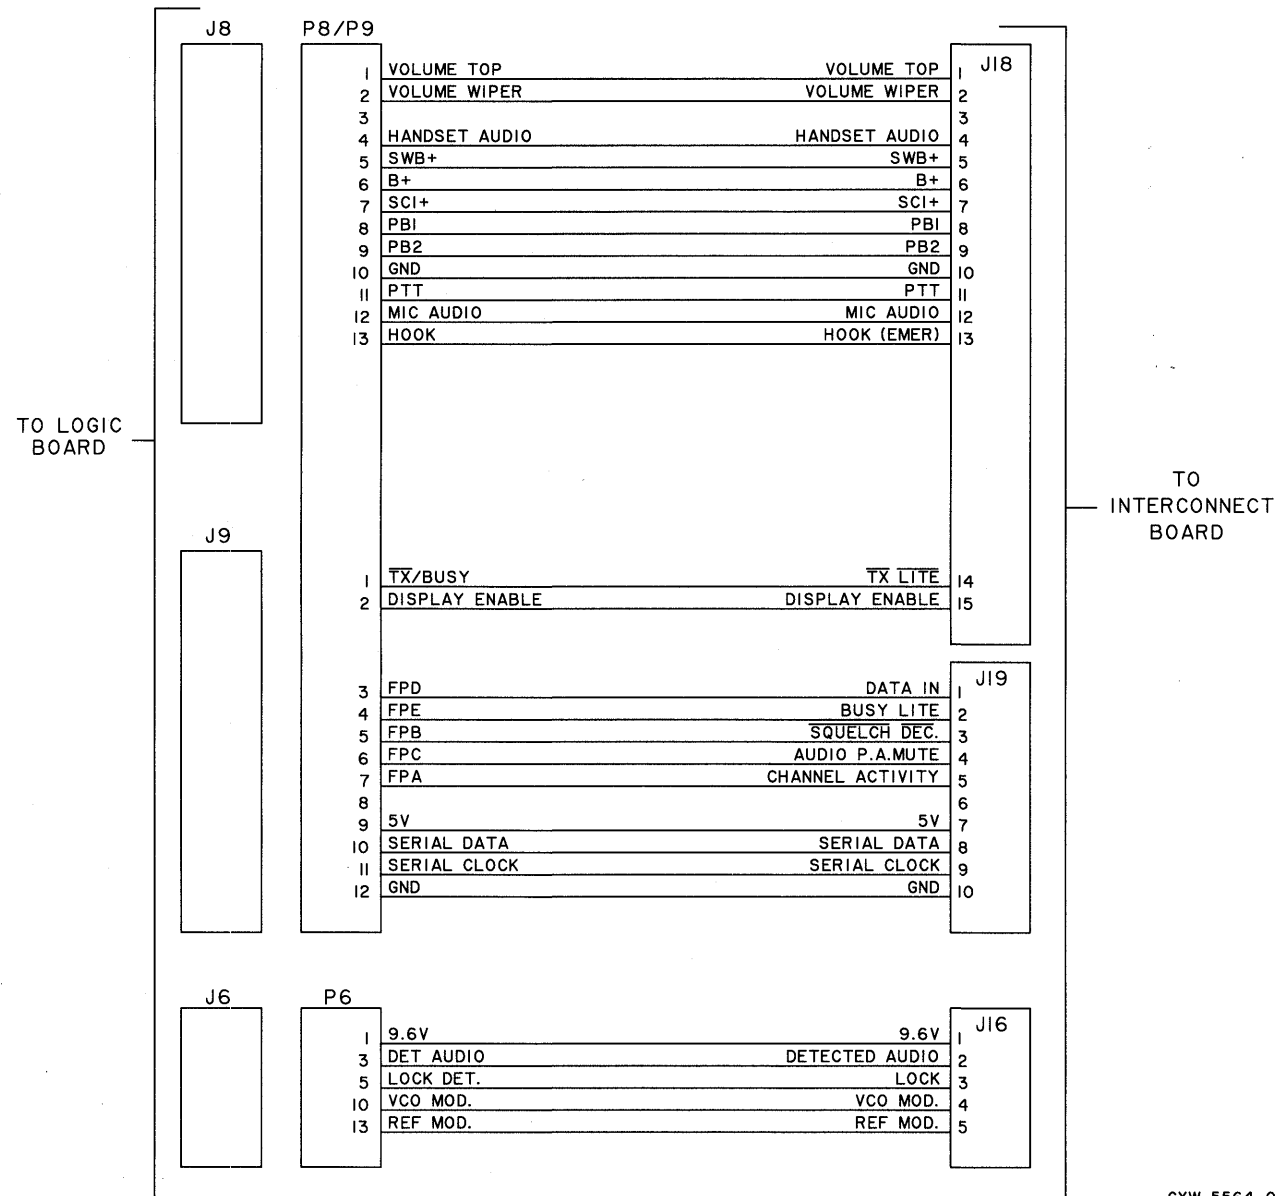 J8 P8/P9
J18
1 VOLUME TOP VOLUME TOP 1
2 VOLUME WIPER VOLUME WIPER 2
3 3
4 HANDSET AUDIO HANDSET AUDIO 4
5 SWB+ SWB+ 5
6 B+ B+ 6
7 SCI+ SCI+ 7
8 PB1 PB1 8
9 PB2 PB2 9
10 GND GND 10
11 PTT PTT 11
12 MIC AUDIO MIC AUDIO 12
13 HOOK HOOK (EMER) 13
TO LOGIC
BOARD
TO
INTERCONNECT
BOARD
J9
1 T̅X̅/BUSY T̅X̅ L̅I̅T̅E̅ 14
2 DISPLAY ENABLE DISPLAY ENABLE 15
J19
3 FPD DATA IN 1
4 FPE BUSY LITE 2
5 FPB S̅Q̅U̅E̅L̅C̅H̅ D̅E̅C̅. 3
6 FPC AUDIO P.A.MUTE 4
7 FPA CHANNEL ACTIVITY 5
8 6
9 5V 5V 7
10 SERIAL DATA SERIAL DATA 8
11 SERIAL CLOCK SERIAL CLOCK 9
12 GND GND 10
J6 P6
J16
1 9.6V 9.6V 1
3 DET AUDIO DETECTED AUDIO 2
5 LOCK DET. LOCK 3
10 VCO MOD. VCO MOD. 4
13 REF MOD. REF MOD. 5